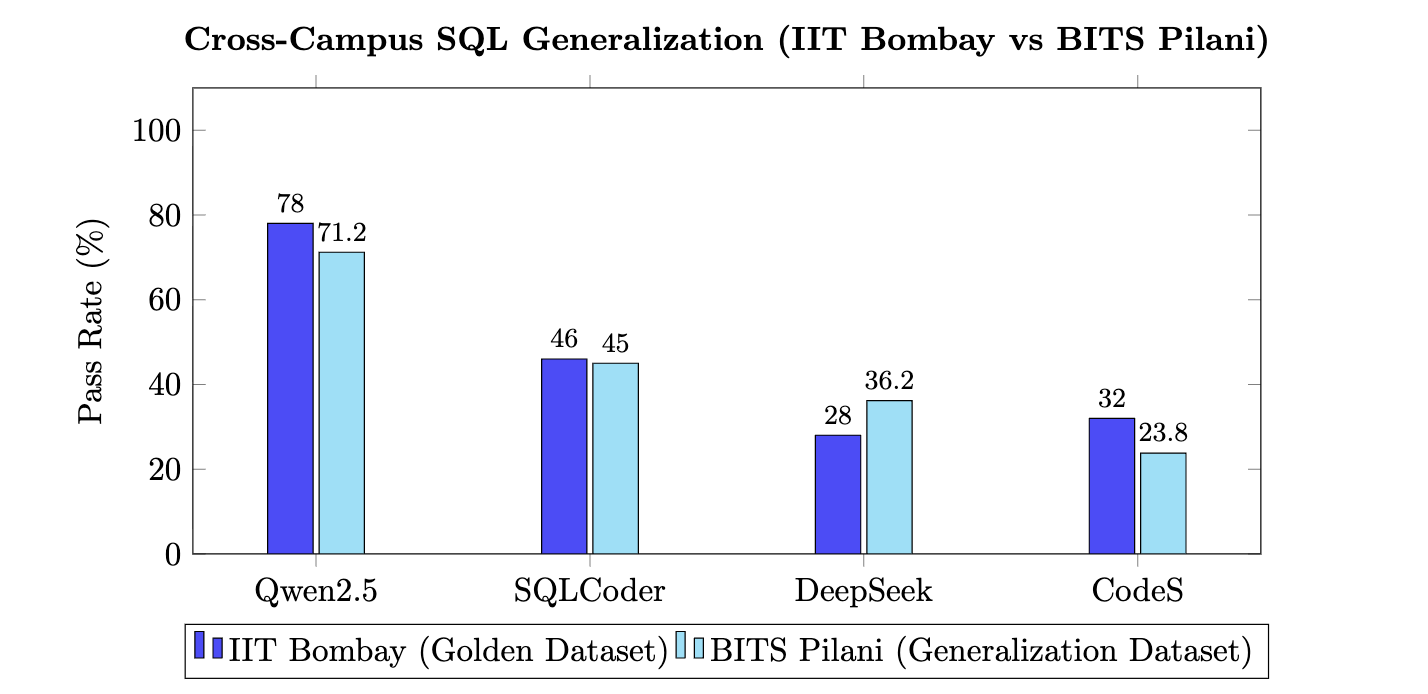 Cross-Campus SQL Generalization (IIT Bombay vs BITS Pilani)
Pass Rate (%)
100
80
60
40
20
0
78
71.2
46
45
28
36.2
32
23.8
Qwen2.5
SQLCoder
DeepSeek
CodeS
IIT Bombay (Golden Dataset)
BITS Pilani (Generalization Dataset)